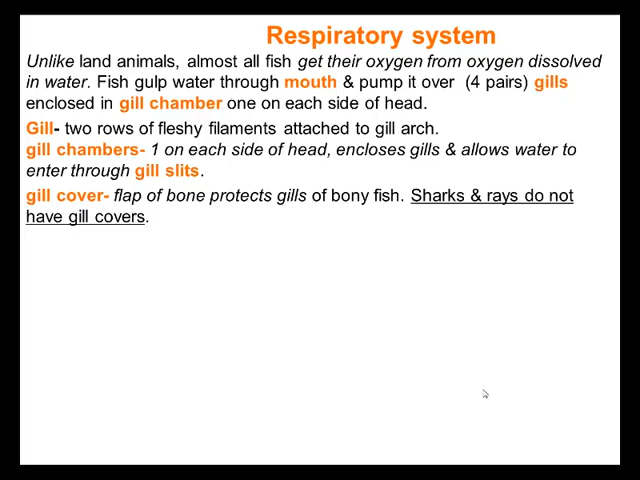 Respiratory system
Unlike land animals, almost all fish get their oxygen from oxygen dissolved
in water. Fish gulp water through mouth & pump it over (4 pairs) gills
enclosed in gill chamber one on each side of head.
Gill- two rows of fleshy filaments attached to gill arch.
gill chambers- 1 on each side of head, encloses gills & allows water to
enter through gill slits.
gill cover- flap of bone protects gills of bony fish. Sharks & rays do not
have gill covers.